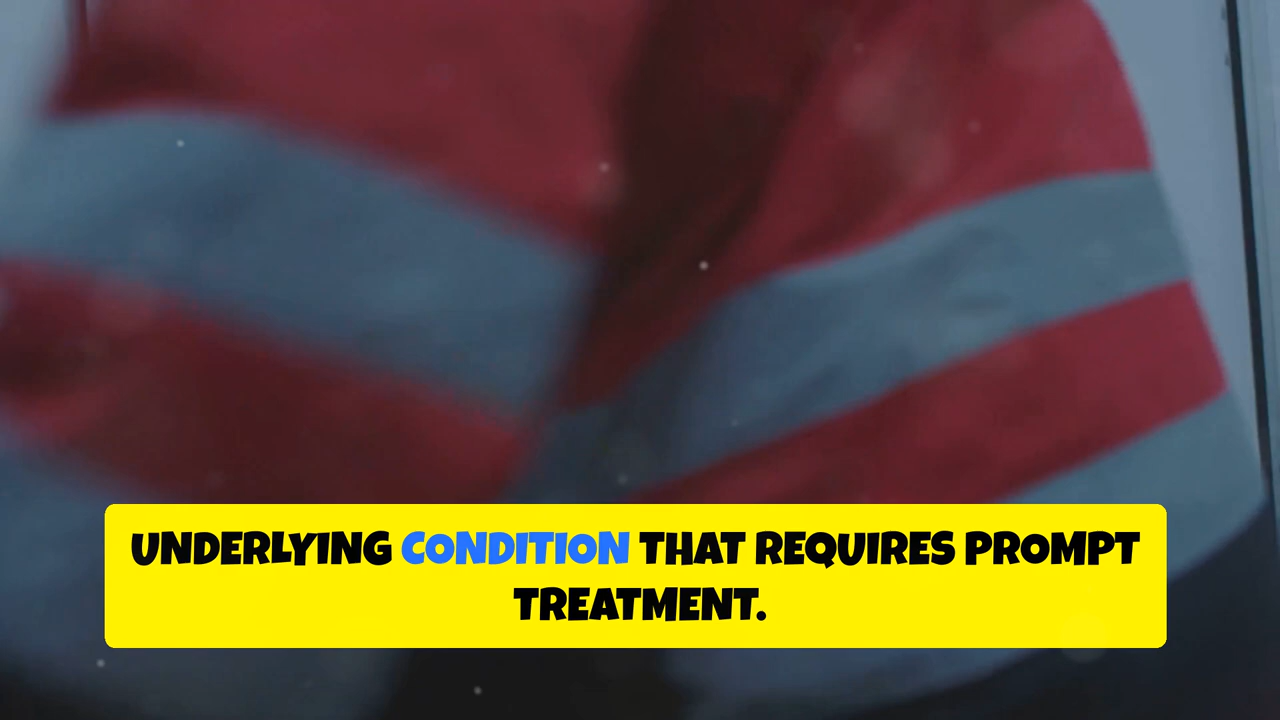 UNDERLYING CONDITION THAT REQUIRES PROMPT
TREATMENT.